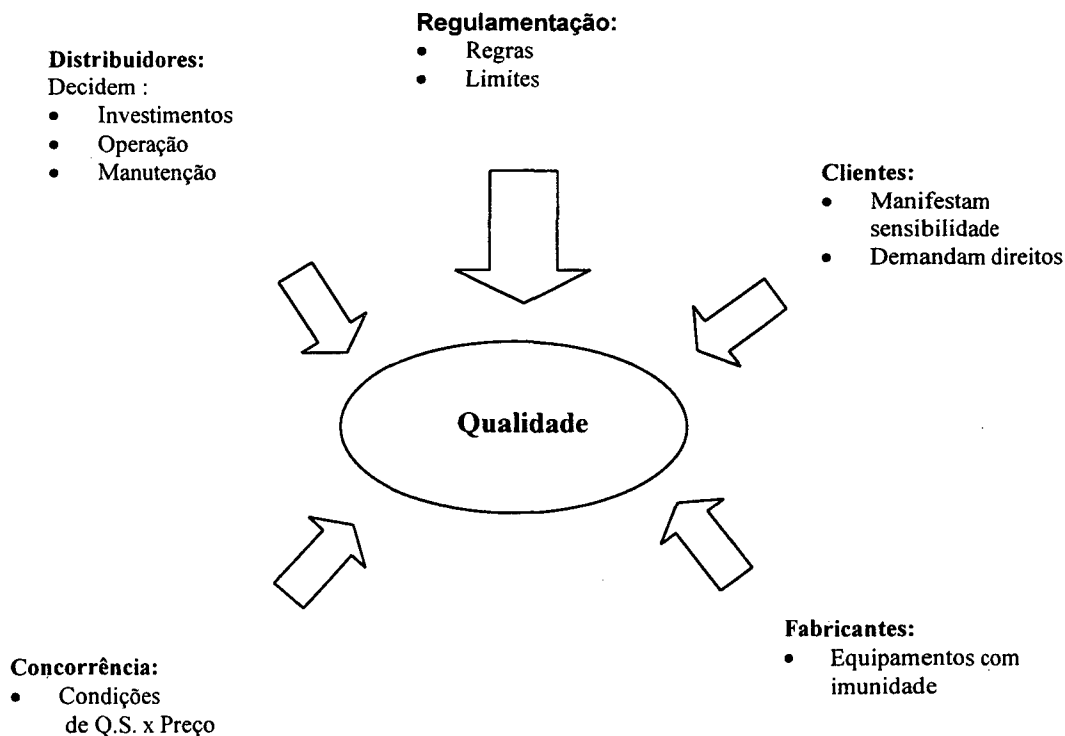 Regulamentação:
• Regras
• Limites
Distribuidores:
Decidem :
• Investimentos
• Operação
• Manutenção
Clientes:
• Manifestam
sensibilidade
• Demandam direitos
Qualidade
Concorrência:
• Condições
de Q.S. x Preço
Fabricantes:
• Equipamentos com
imunidade